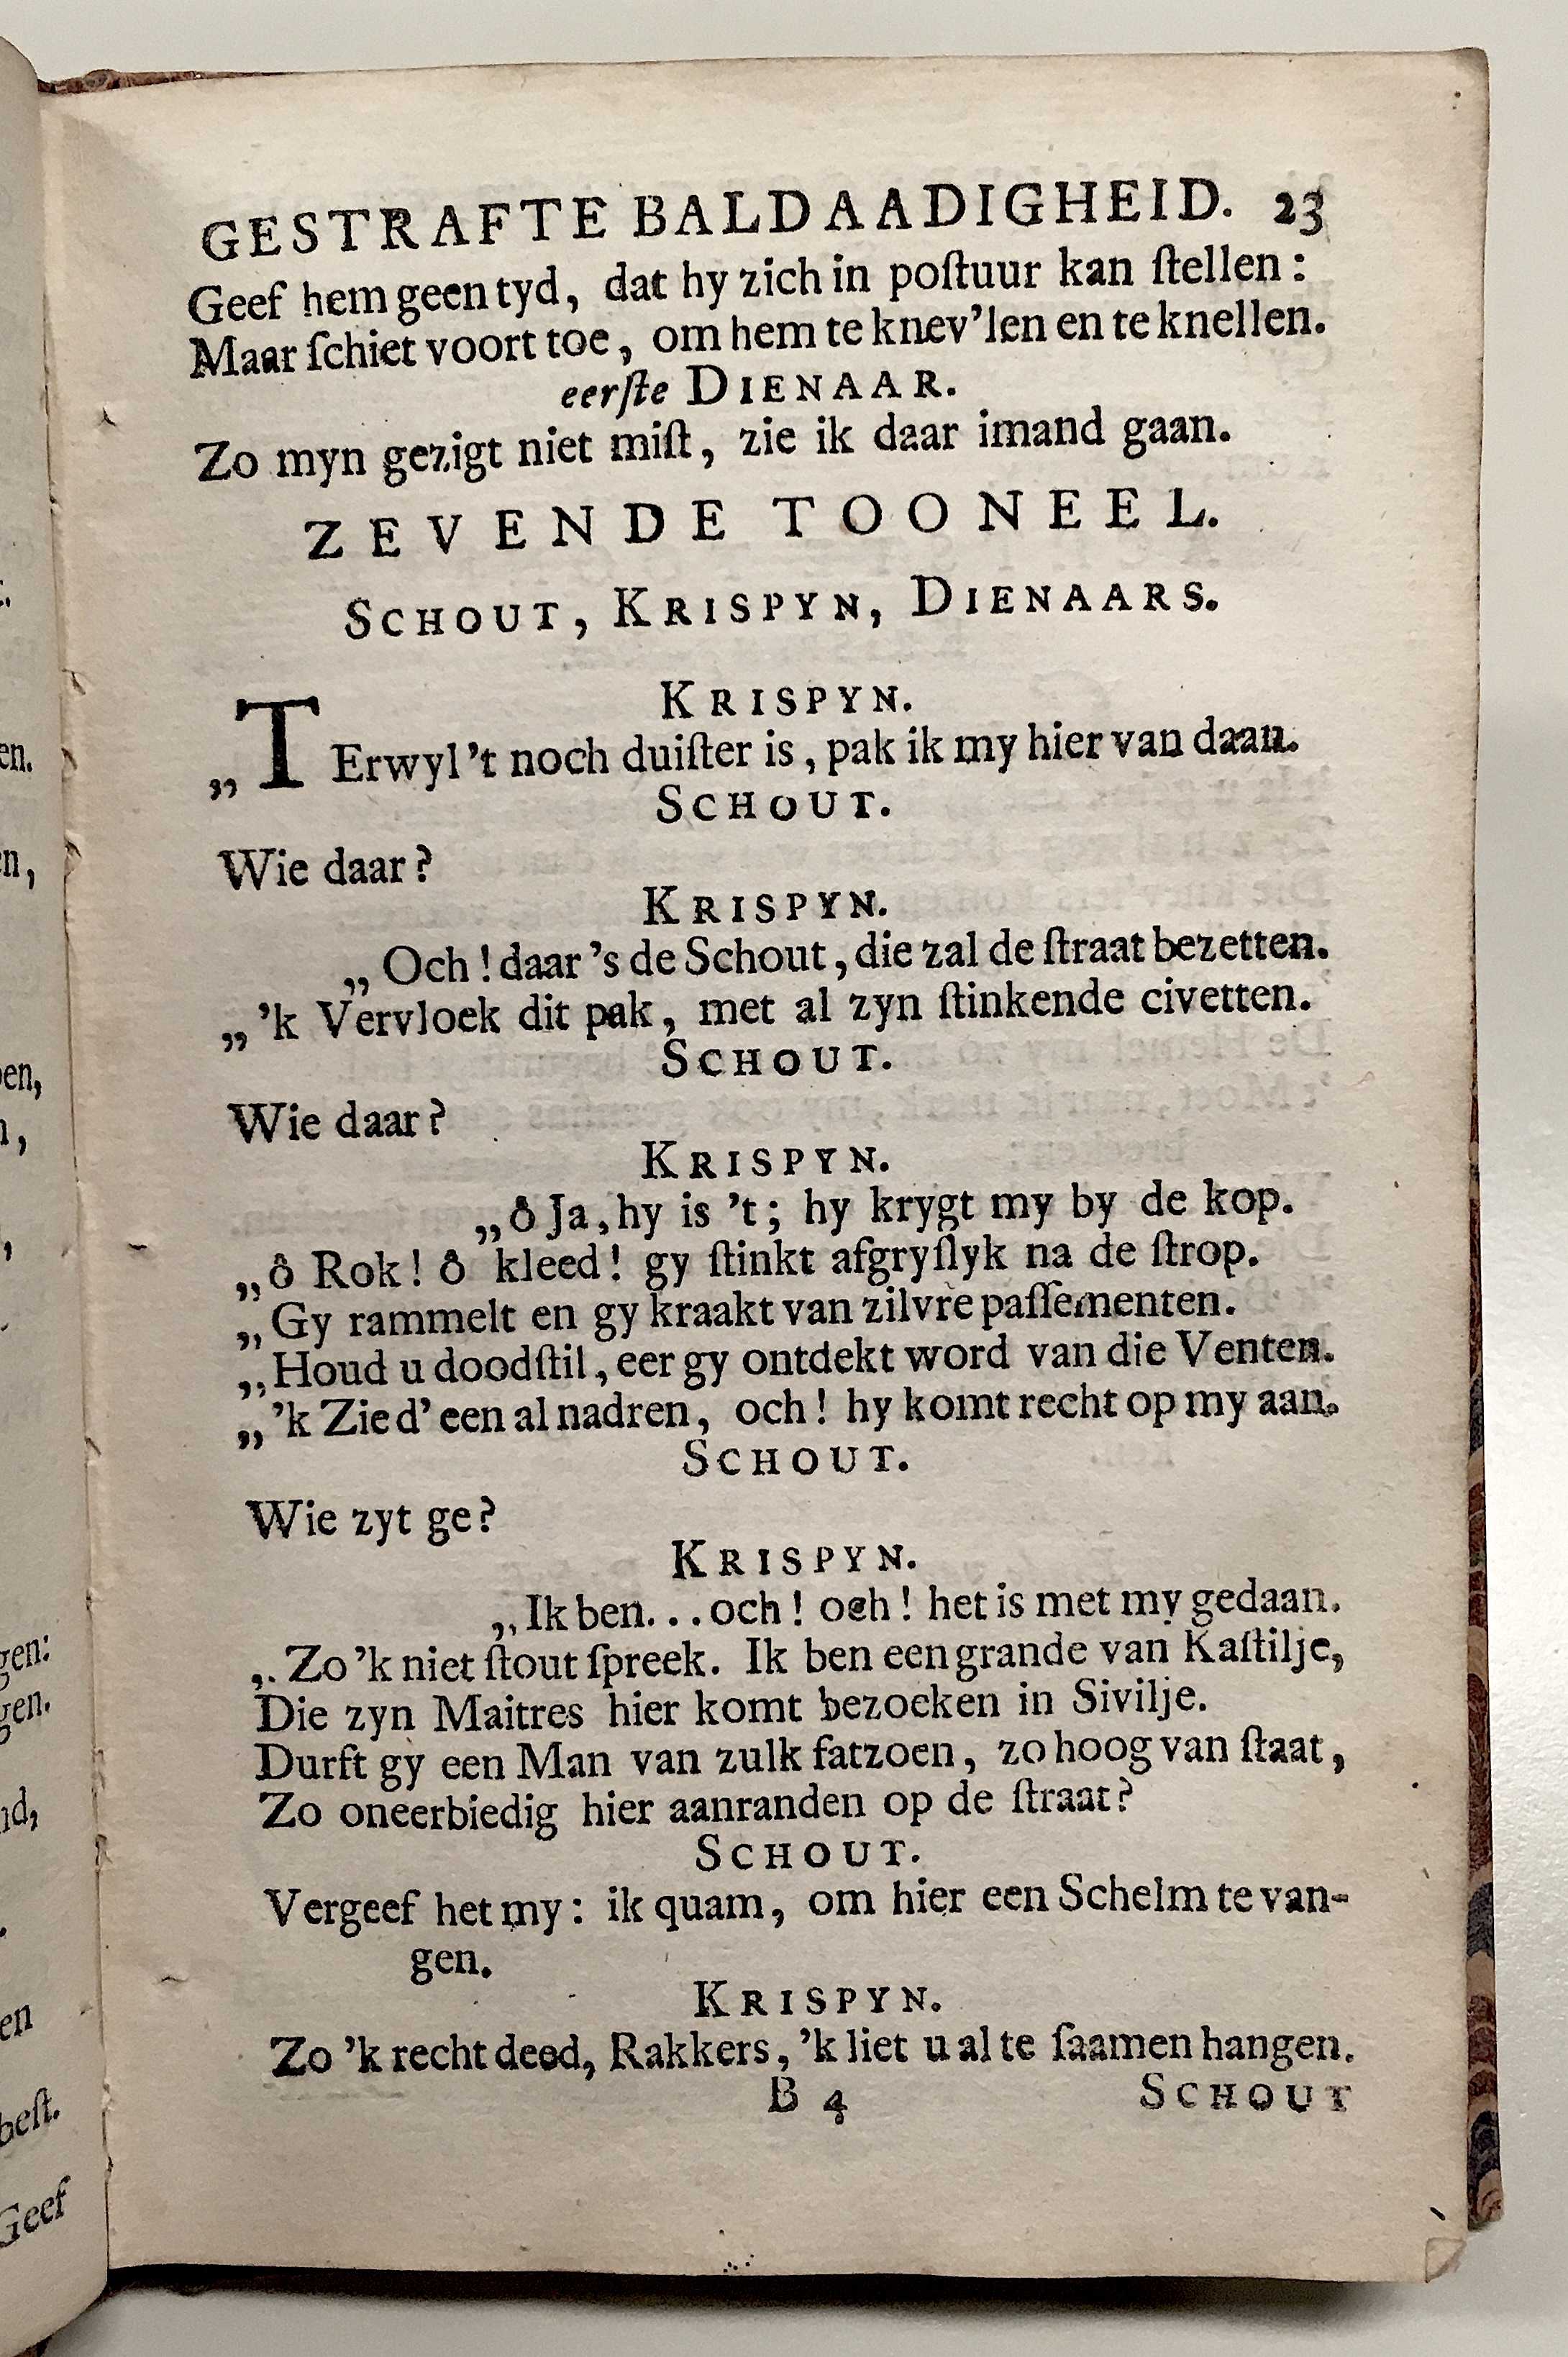 GESTRAFTE BALDAADIGHEID. 23
Geef hem geen tyd, dat hy zich in poſtuur kan ſtellen:
Maar ſchiet voort toe, om hem te knev'len en te knellen.
eerſte DIENAAR.
Zo myn gezigt niet miſt, zie ik daar imand gaan.
ZEVENDE TOONEEL.
SCHOUT, KRISPYN, DIENAARS.
KRISPYN.
„TErwyl 't noch duiſter is, pak ik my hier van daan.
SCHOUT.
Wie daar?
KRISPYN.
„Och! daar 's de Schout, die zal de ſtraat bezetten.
„'k Vervloek dit pak, met al zyn ſtinkende civetten.
SCHOUT.
Wie daar?
KRISPYN.
„ô Ja, hy is 't; hy krygt my by de kop.
„ô Rok! ô kleed! gy ſtinkt afgryſlyk na de ſtrop.
„Gy rammelt en gy kraakt van zilvre paſſementen.
„Houd u doodſtil, eer gy ontdekt word van die Venten.
„'k Zie d' een al nadren, och! hy komt recht op my aan.
SCHOUT.
Wie zyt ge?
KRISPYN.
„Ik ben... och! och! het is met my gedaan.
„Zo 'k niet ſtout ſpreek. Ik ben een grande van Kaſtilje,
Die zyn Maitres hier komt bezoeken in Sivilje.
Durft gy een Man van zulk fatzoen, zo hoog van ſtaat,
Zo oneerbiedig hier aanranden op de ſtraat?
SCHOUT.
Vergeef het my: ik quam, om hier een Schelm te van-
gen.
KRISPYN.
Zo 'k recht deed, Rakkers, 'k liet u al te ſaamen hangen.
B 4 SCHOUT